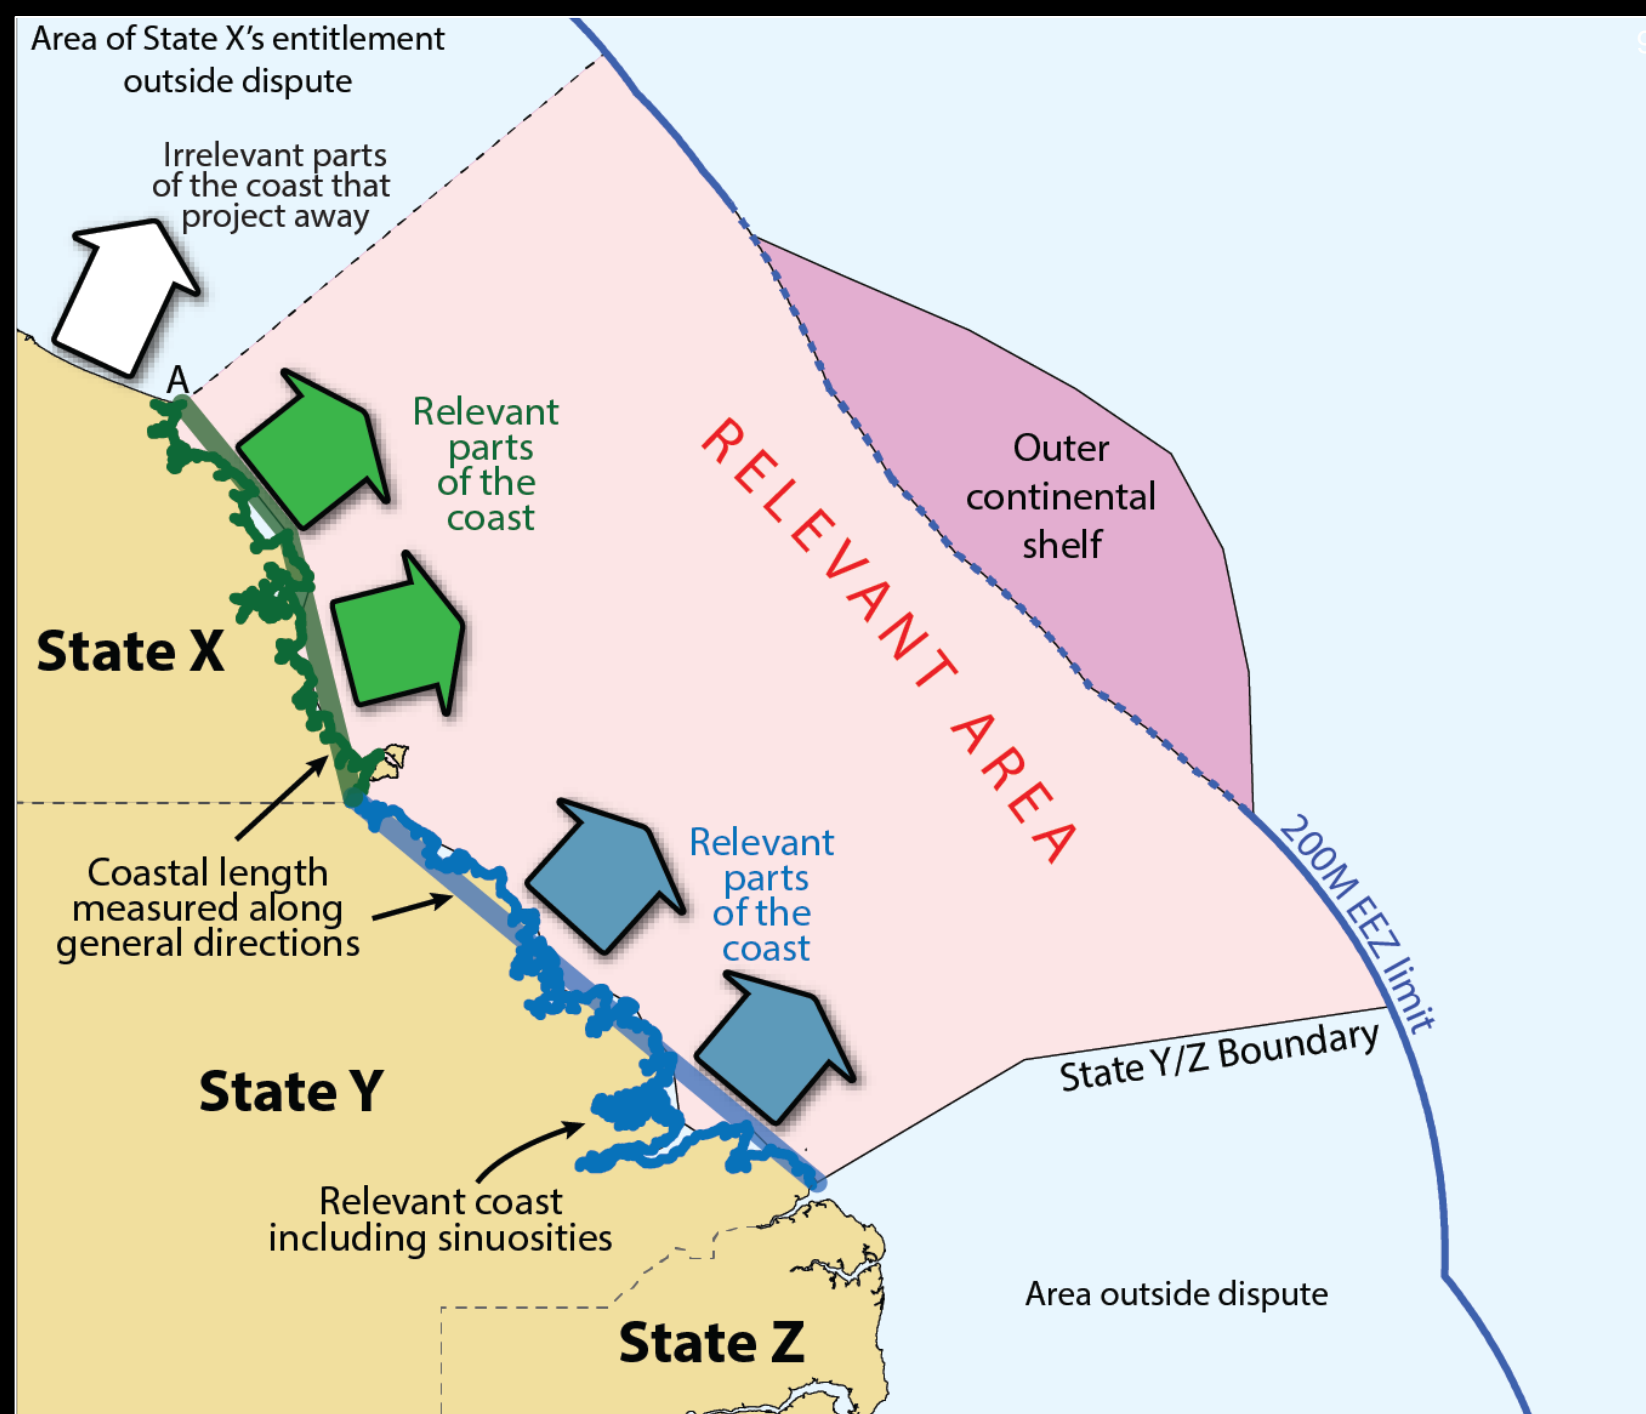 Area of State X's entitlement
outside dispute
Irrelevant parts
of the coast that
project away
A
Relevant
parts
of the
coast
RELEVANT AREA
Outer
continental
shelf
State X
Coastal length
measured along
general directions
Relevant
parts
of the
coast
200M EEZ limit
State Y/Z Boundary
State Y
Relevant coast
including sinuosities
Area outside dispute
State Z